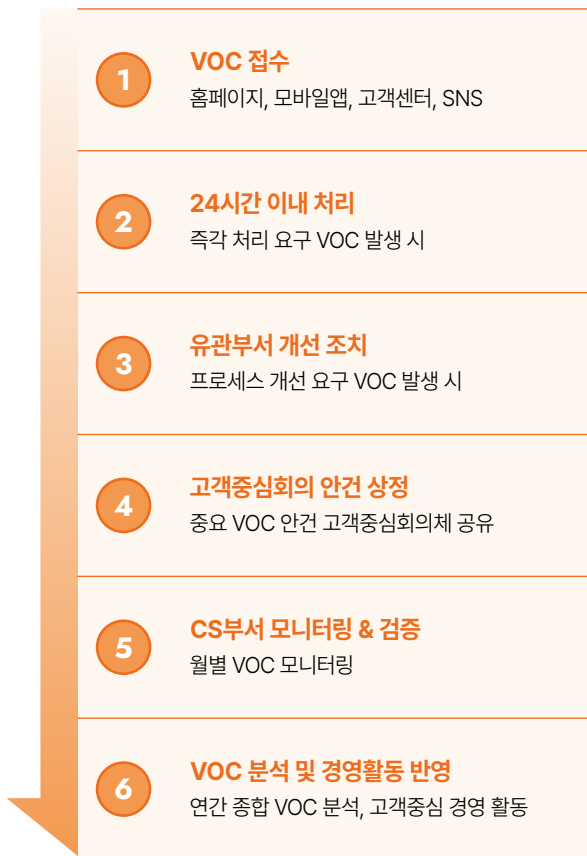 1
VOC 접수
홈페이지, 모바일앱, 고객센터, SNS
2
24시간 이내 처리
즉각 처리 요구 VOC 발생 시
3
유관부서 개선 조치
프로세스 개선 요구 VOC 발생 시
4
고객중심회의 안건 상정
중요 VOC 안건 고객중심회의체 공유
5
CS부서 모니터링 & 검증
월별 VOC 모니터링
6
VOC 분석 및 경영활동 반영
연간 종합 VOC 분석, 고객중심 경영 활동